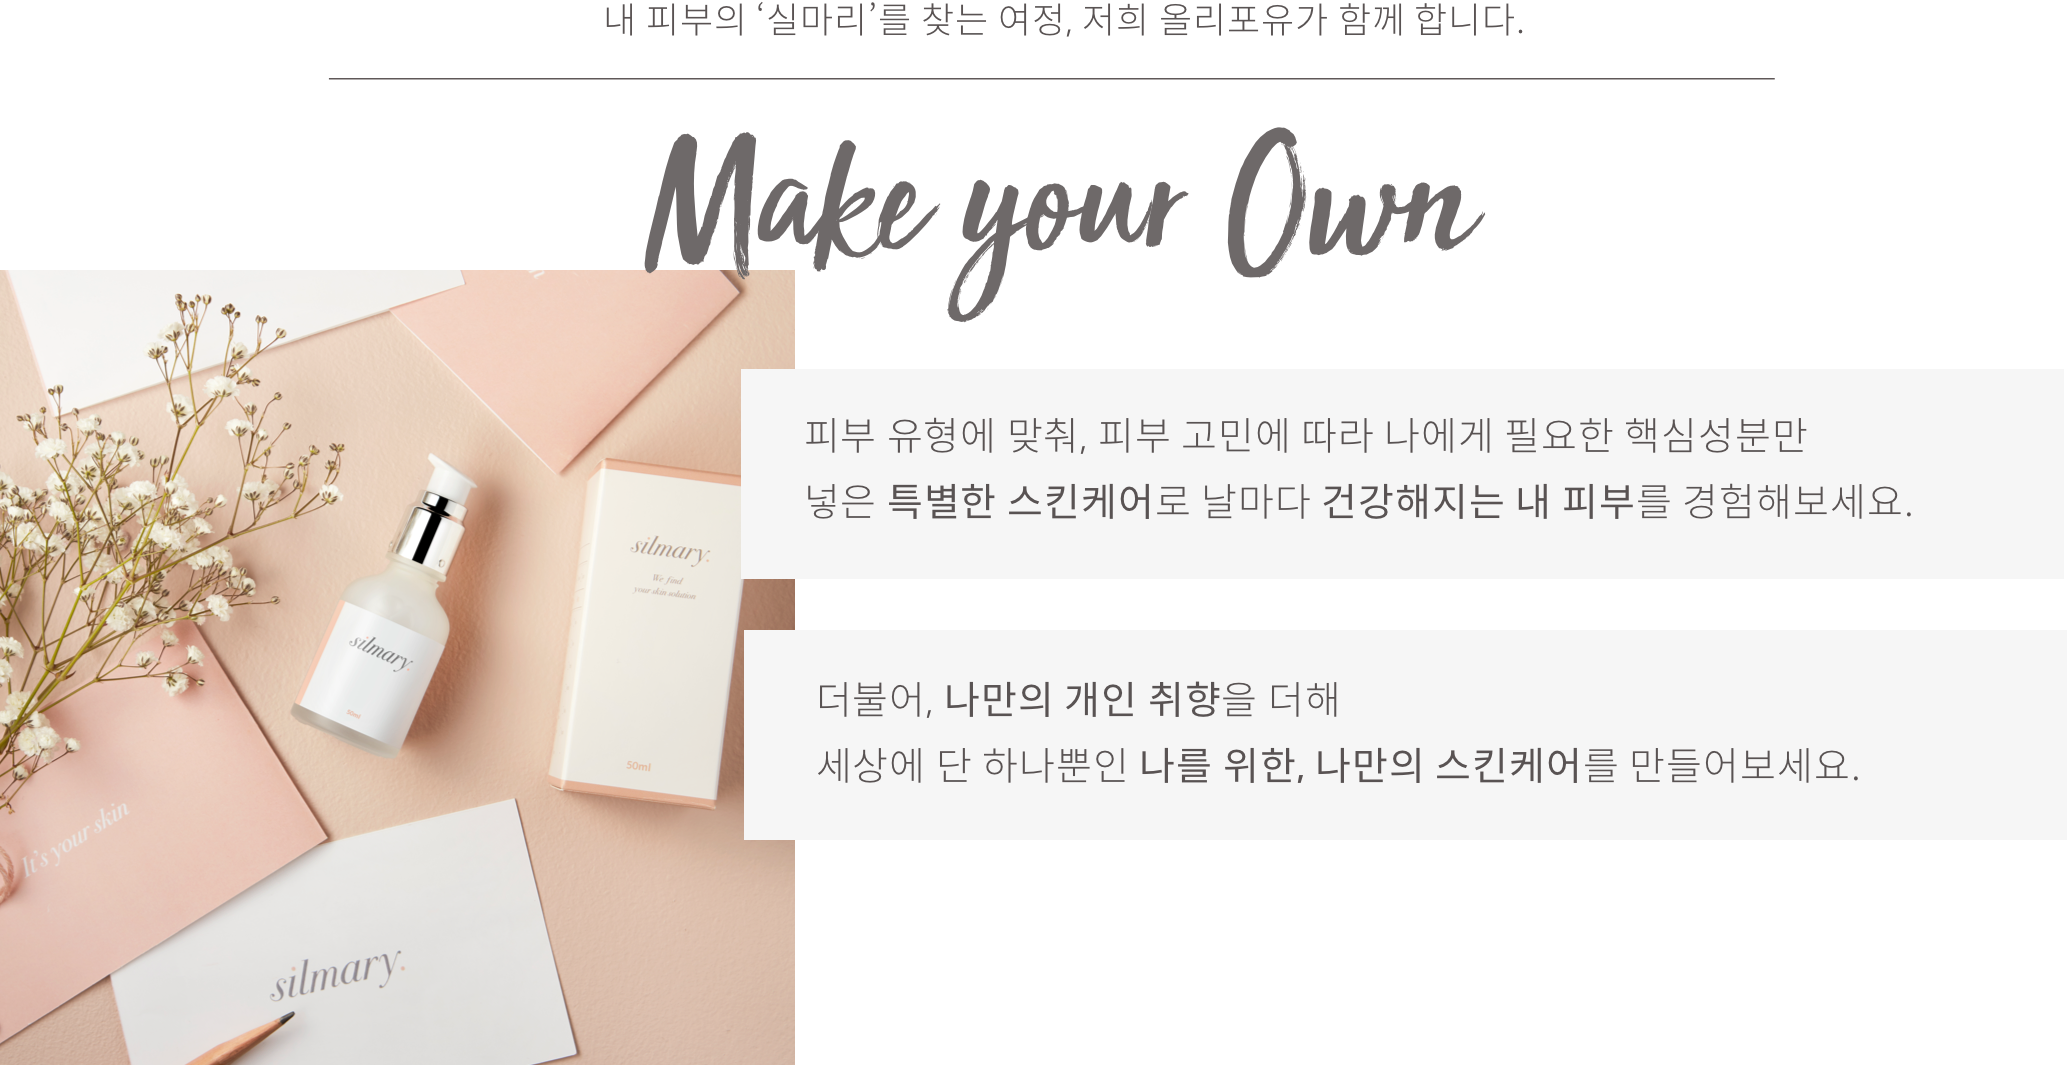 내 피부의 ‘실마리’를 찾는 여정, 저희 올리포유가 함께 합니다.
Make your Own
피부 유형에 맞춰, 피부 고민에 따라 나에게 필요한 핵심성분만
넣은 특별한 스킨케어로 날마다 건강해지는 내 피부를 경험해보세요.
silmary.
We find
your skin solution
silmary.
50ml
더불어, 나만의 개인 취향을 더해
세상에 단 하나뿐인 나를 위한, 나만의 스킨케어를 만들어보세요.
50ml
It's your skin
silmary.